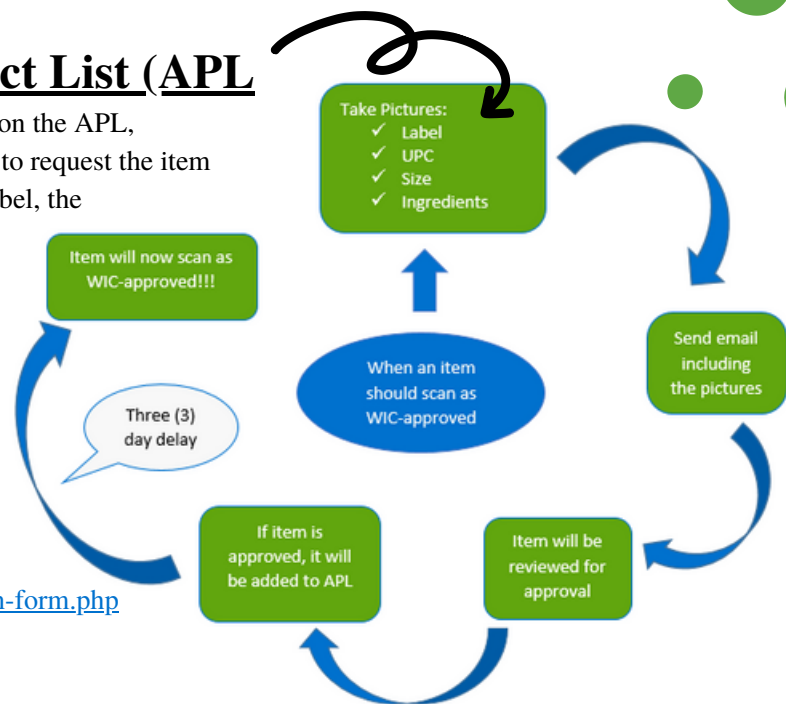 ct List (APL
on the APL,
to request the item
bel, the
Take Pictures:
✓ Label
✓ UPC
✓ Size
✓ Ingredients
Item will now scan as
WIC-approved!!!
Send email
including
the pictures
When an item
should scan as
WIC-approved
Three (3)
day delay
If item is
approved, it will
be added to APL
Item will be
reviewed for
approval
-form.php